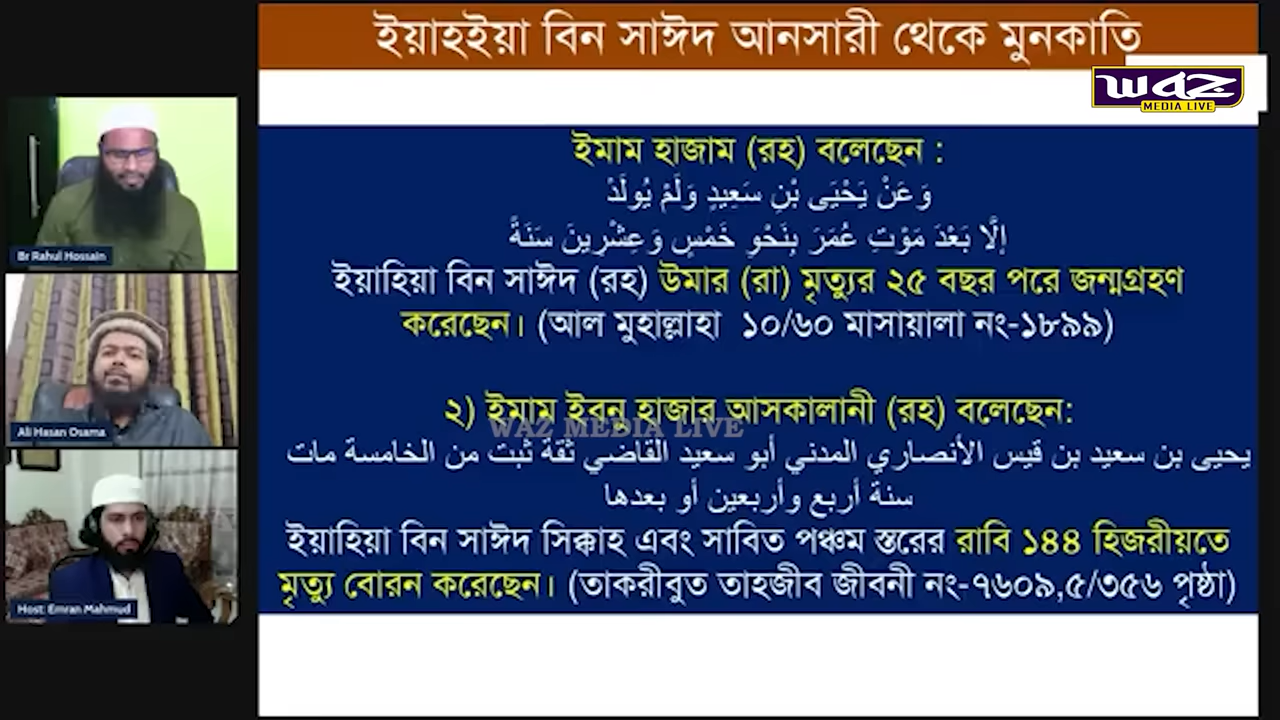 ইয়াহইয়া বিন সাঈদ আনসারী থেকে মুনকাতি
waz
MEDIA LIVE
ইমাম হাজাম (রহ) বলেছেন :
وَعَنْ يَحْيَى بْنِ سَعِيدٍ وَلَمْ يُولَدْ
إلَّا بَعْدَ مَوْتِ عُمَرَ بِنَحْوِ خَمْسٍ وَعِشْرِينَ سَنَةً
ইয়াহিয়া বিন সাঈদ (রহ) উমার (রা) মৃত্যুর ২৫ বছর পরে জন্মগ্রহণ
করেছেন। (আল মুহাল্লাহা ১০/৬০ মাসায়ালা নং-১৮৯৯)
২) ইমাম ইবনু হাজার আসকালানী (রহ) বলেছেন:
WAZ MEDIA LIVE
يحيى بن سعيد بن قيس الأنصاري المدني أبو سعيد القاضي ثقة ثبت من الخامسة مات
سنة أربع وأربعين أو بعدها
ইয়াহিয়া বিন সাঈদ সিক্কাহ এবং সাবিত পঞ্চম স্তরের রাবি ১৪৪ হিজরীয়তে
মৃত্যু বোরন করেছেন। (তাকরীবুত তাহজীব জীবনী নং-৭৬০৯,৫/৩৫৬ পৃষ্ঠা)
Br Rahul Hossain
Ali Hasan Osama
Host: Emran Mahmud